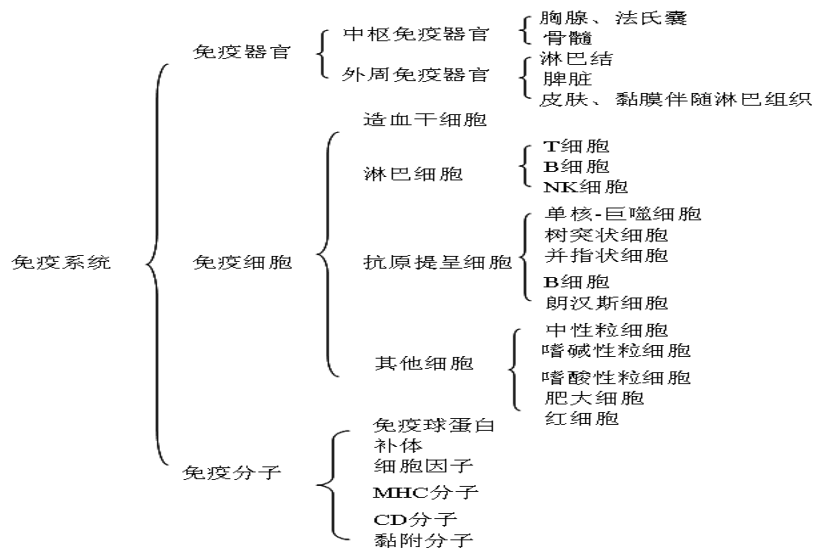 免疫系统
免疫器官
中枢免疫器官
胸腺、法氏囊
骨髓
外周免疫器官
淋巴结
脾脏
皮肤、黏膜伴随淋巴组织
免疫细胞
造血干细胞
淋巴细胞
T细胞
B细胞
NK细胞
抗原提呈细胞
单核-巨噬细胞
树突状细胞
并指状细胞
B细胞
朗汉斯细胞
其他细胞
中性粒细胞
嗜碱性粒细胞
嗜酸性粒细胞
肥大细胞
红细胞
免疫分子
免疫球蛋白
补体
细胞因子
MHC分子
CD分子
黏附分子